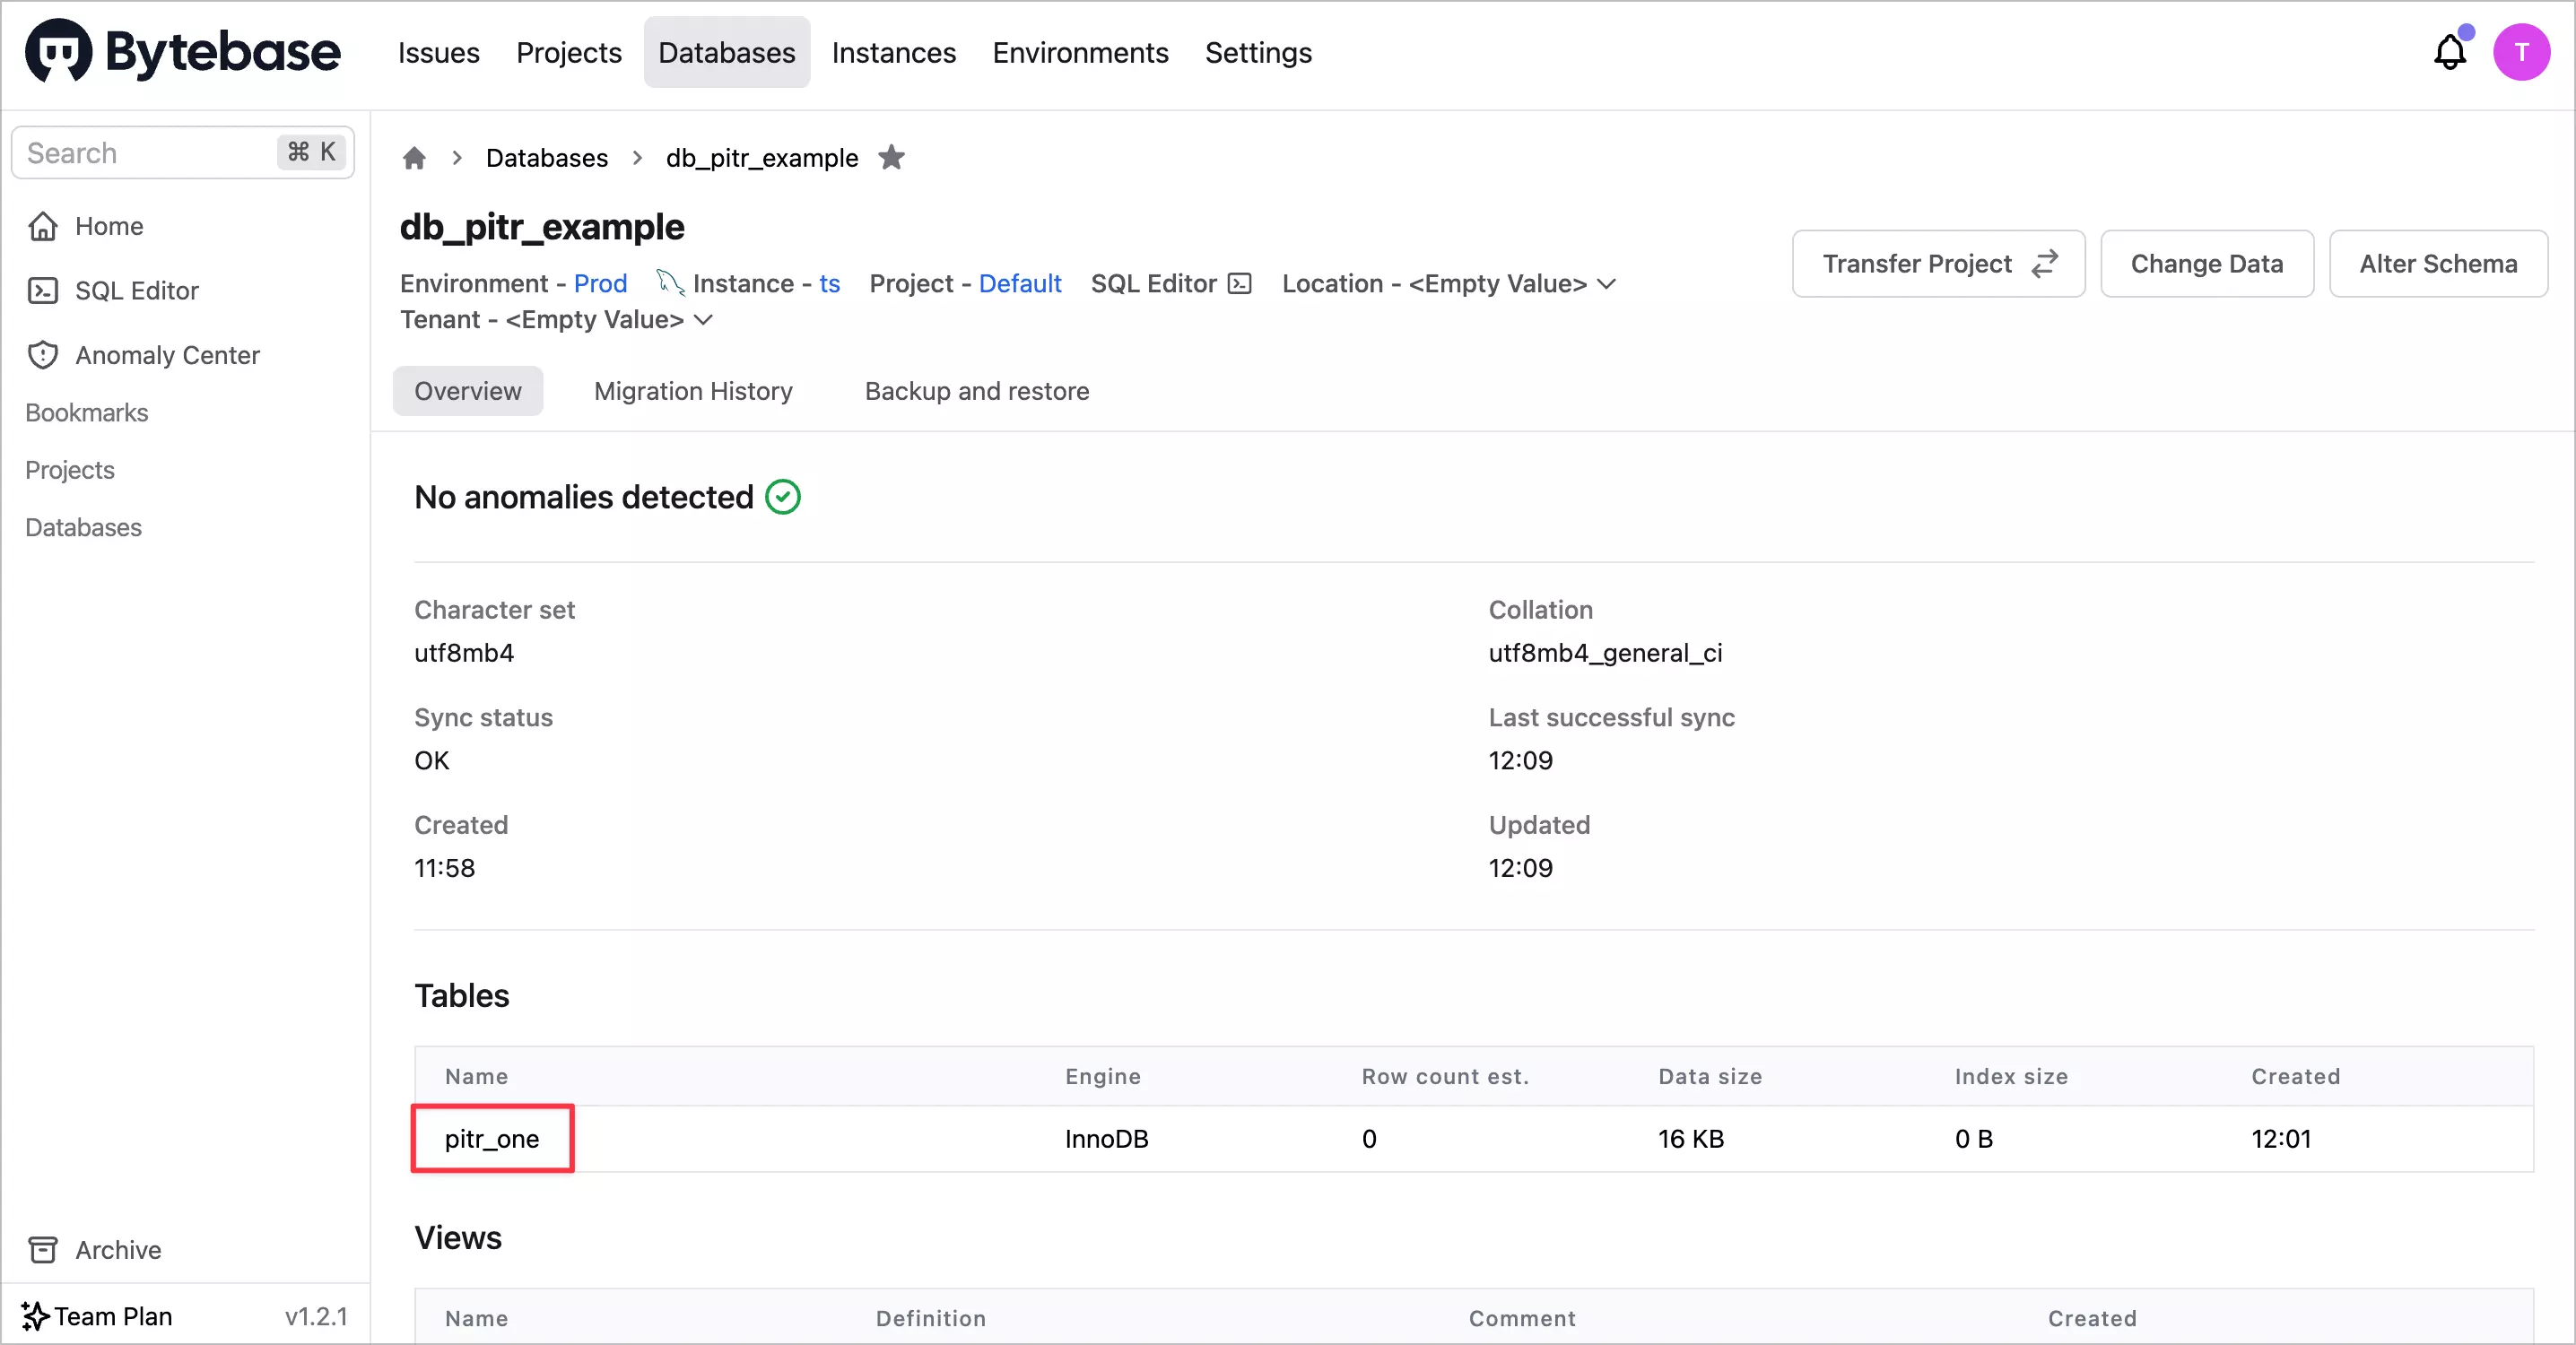 Bytebase Issues Projects Databases Instances Environments Settings T
Search ⌘ K
Home
SQL Editor
Anomaly Center
Bookmarks
Projects
Databases
Archive
Team Plan v1.2.1
Databases db_pitr_example
db_pitr_example
Environment - Prod Instance - ts Project - Default SQL Editor Location - <Empty Value>
Tenant - <Empty Value>
Transfer Project Change Data Alter Schema
Overview Migration History Backup and restore
No anomalies detected
Character set Collation
utf8mb4 utf8mb4_general_ci
Sync status Last successful sync
OK 12:09
Created Updated
11:58 12:09
Tables
Name Engine Row count est. Data size Index size Created
pitr_one InnoDB 0 16 KB 0 B 12:01
Views
Name Definition Comment Created